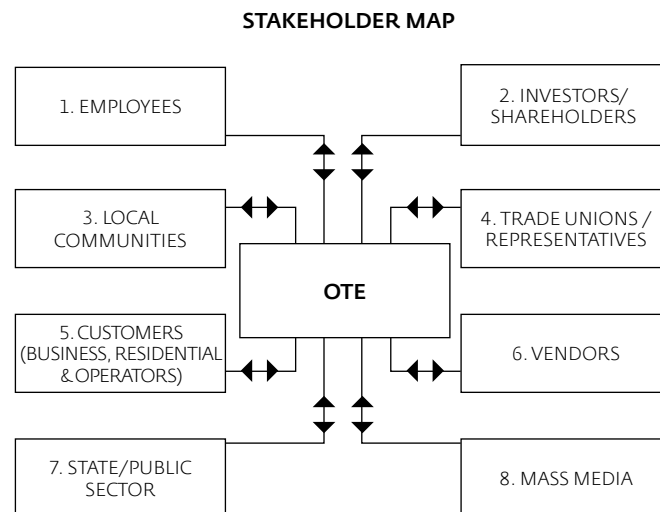 STAKEHOLDER MAP
1. EMPLOYEES
2. INVESTORS/
SHAREHOLDERS
3. LOCAL
COMMUNITIES
4. TRADE UNIONS /
REPRESENTATIVES
OTE
5. CUSTOMERS
(BUSINESS, RESIDENTIAL
& OPERATORS)
6. VENDORS
7. STATE/PUBLIC
SECTOR
8. MASS MEDIA